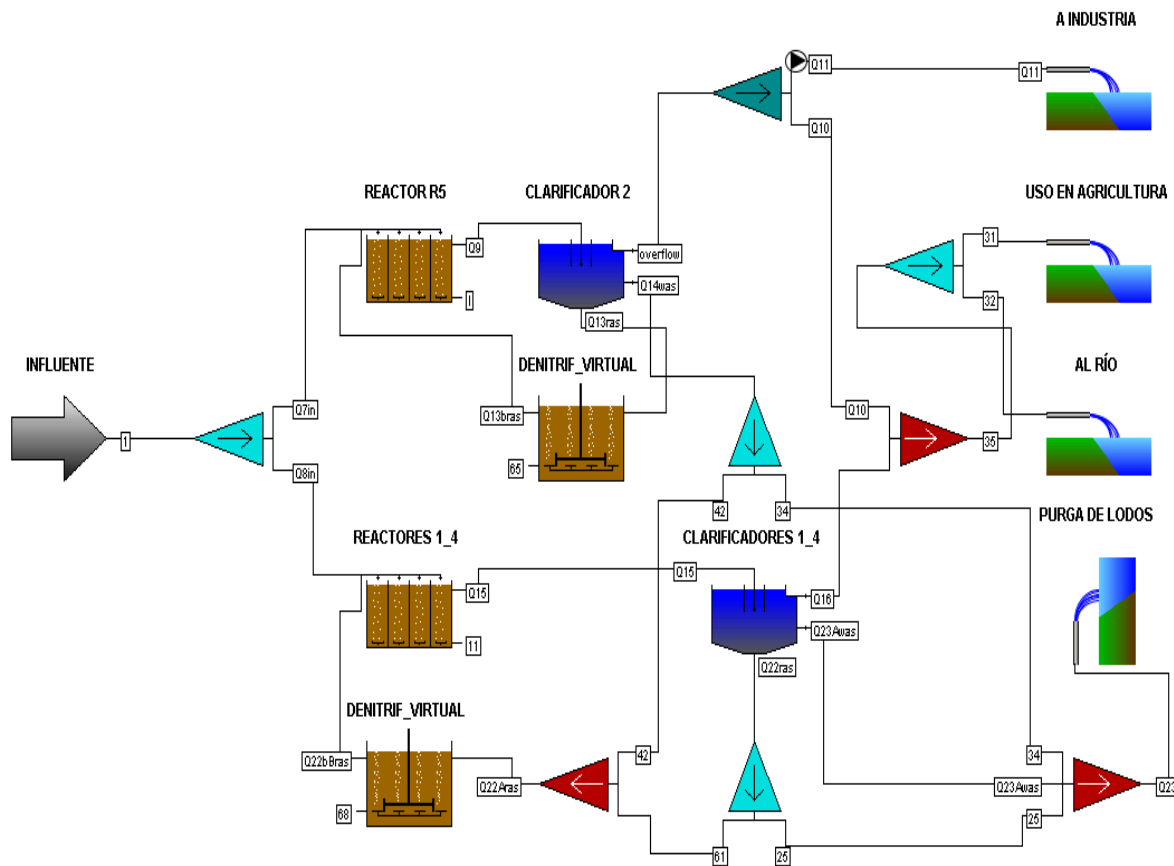 A INDUSTRIA
Q11
Q11
Q10
REACTOR R5
CLARIFICADOR 2
USO EN AGRICULTURA
Q9
overflow
31
Q14was
32
I
Q13ras
INFLUENTE
DENITRIF_VIRTUAL
AL RÍO
Q7in
Q13bras
Q10
1
35
Q8in
65
42
34
PURGA DE LODOS
REACTORES 1_4
CLARIFICADORES 1_4
Q15
Q15
Q16
Q23Awas
11
Q22ras
DENITRIF_VIRTUAL
Q22bBras
42
34
Q22Aras
Q23Awas
Q23
68
25
61
25